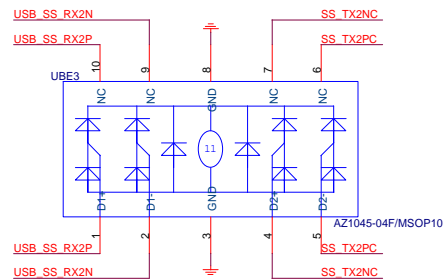 USB_SS_RX2N SS_TX2NC
USB_SS_RX2P SS_TX2PC
10 9 8 7 6
UBE3
NC NC GND NC NC
11
D1+ D1- GND D2+ D2-
AZ1045-04F/MSOP10
1 2 3 4 5
USB_SS_RX2P SS_TX2PC
USB_SS_RX2N SS_TX2NC